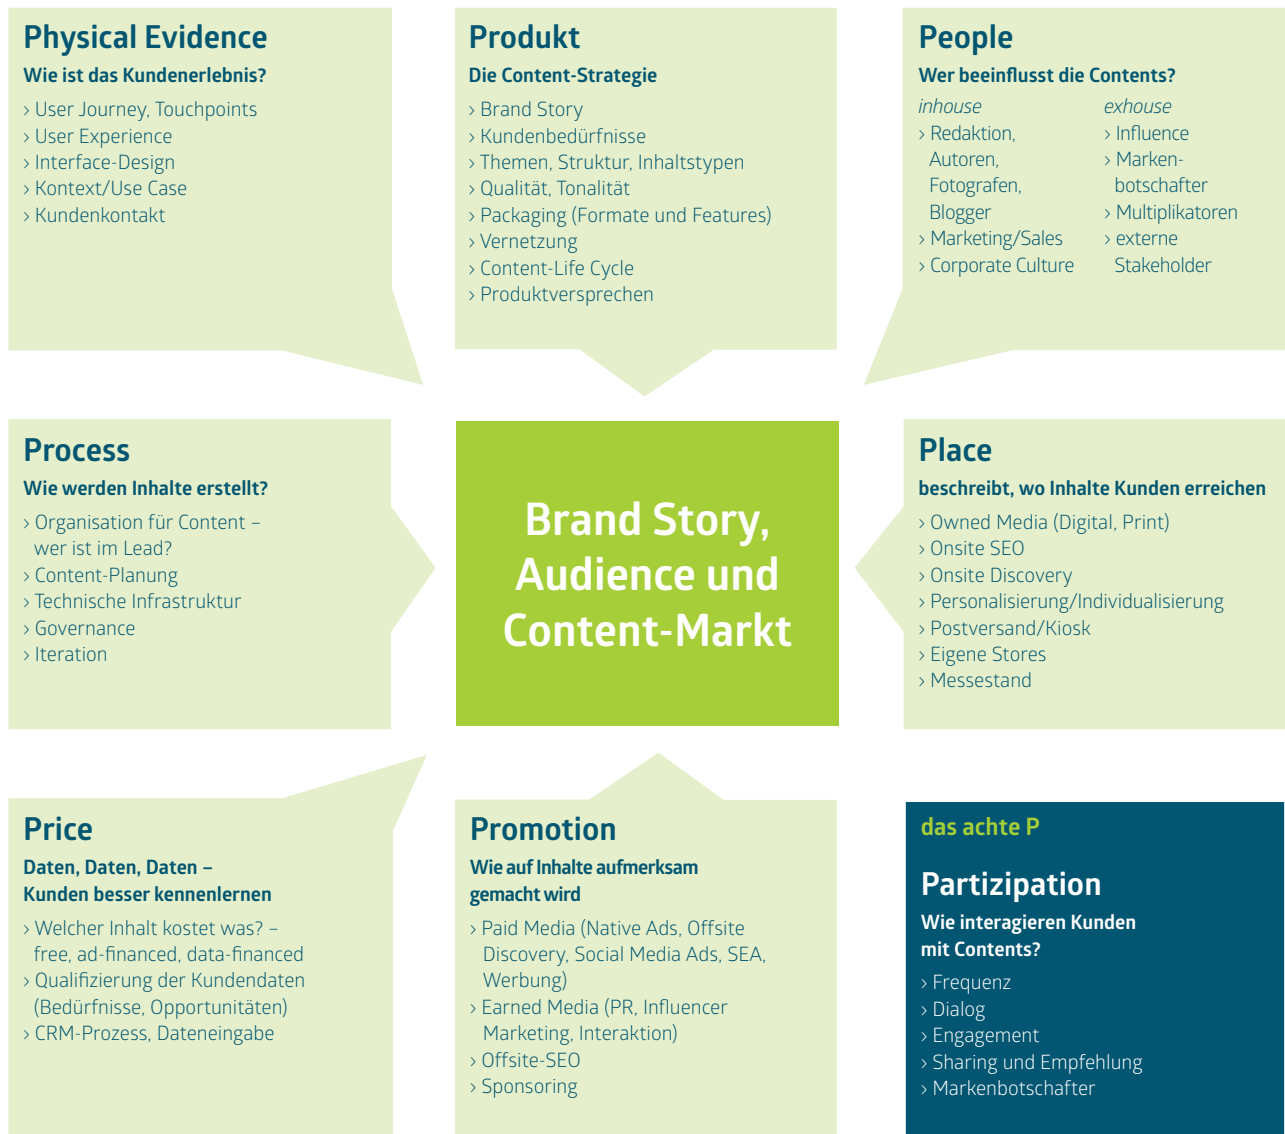 Physical Evidence
Wie ist das Kundenerlebnis?
› User Journey, Touchpoints
› User Experience
› Interface-Design
› Kontext/Use Case
› Kundenkontakt
Produkt
Die Content-Strategie
› Brand Story
› Kundenbedürfnisse
› Themen, Struktur, Inhaltstypen
› Qualität, Tonalität
› Packaging (Formate und Features)
› Vernetzung
› Content-Life Cycle
› Produktversprechen
People
Wer beeinflusst die Contents?
inhouse
› Redaktion,
Autoren,
Fotografen,
Blogger
› Marketing/Sales
› Corporate Culture
exhouse
› Influence
› Marken-
botschafter
› Multiplikatoren
› externe
Stakeholder
Process
Wie werden Inhalte erstellt?
› Organisation für Content –
wer ist im Lead?
› Content-Planung
› Technische Infrastruktur
› Governance
› Iteration
Brand Story,
Audience und
Content-Markt
Place
beschreibt, wo Inhalte Kunden erreichen
› Owned Media (Digital, Print)
› Onsite SEO
› Onsite Discovery
› Personalisierung/Individualisierung
› Postversand/Kiosk
› Eigene Stores
› Messestand
Price
Daten, Daten, Daten –
Kunden besser kennenlernen
› Welcher Inhalt kostet was? –
free, ad-financed, data-financed
› Qualifizierung der Kundendaten
(Bedürfnisse, Opportunitäten)
› CRM-Prozess, Dateneingabe
Promotion
Wie auf Inhalte aufmerksam
gemacht wird
› Paid Media (Native Ads, Offsite
Discovery, Social Media Ads, SEA,
Werbung)
› Earned Media (PR, Influencer
Marketing, Interaktion)
› Offsite-SEO
› Sponsoring
das achte P
Partizipation
Wie interagieren Kunden
mit Contents?
› Frequenz
› Dialog
› Engagement
› Sharing und Empfehlung
› Markenbotschafter